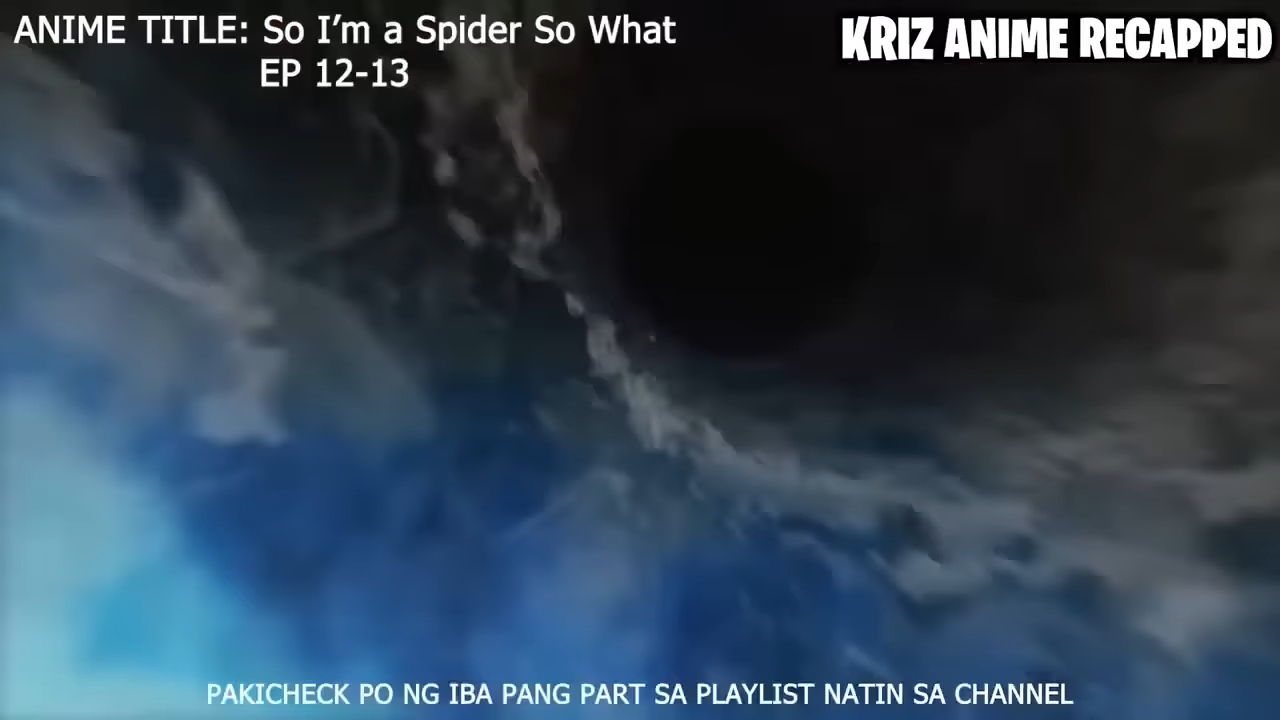 ANIME TITLE: So I’m a Spider So What
EP 12-13
KRIZ ANIME RECAPPED
PAKICHECK PO NG IBA PANG PART SA PLAYLIST NATIN SA CHANNEL